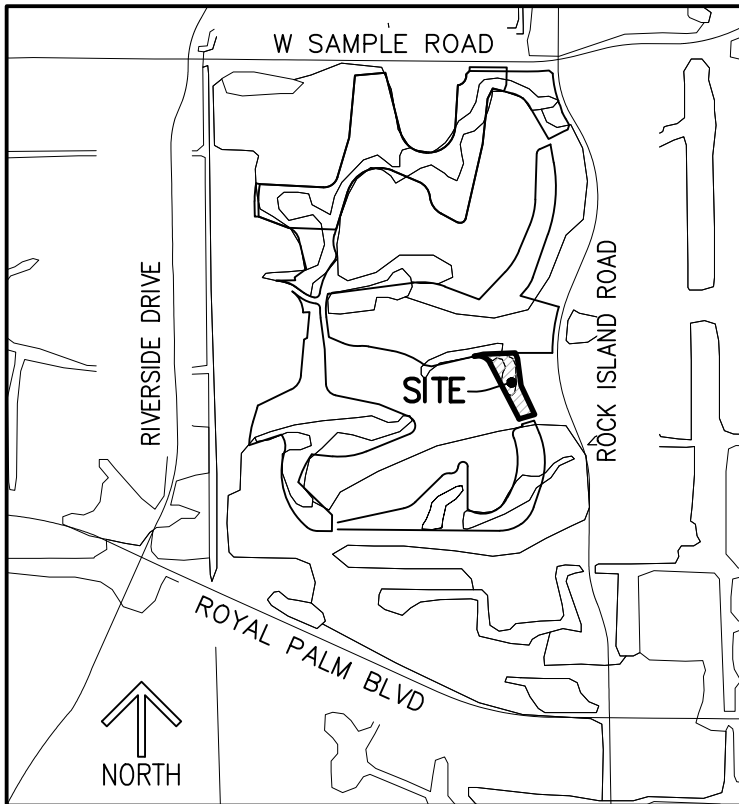 W SAMPLE ROAD
RIVERSIDE DRIVE
ROCK ISLAND ROAD
SITE
ROYAL PALM BLVD
NORTH